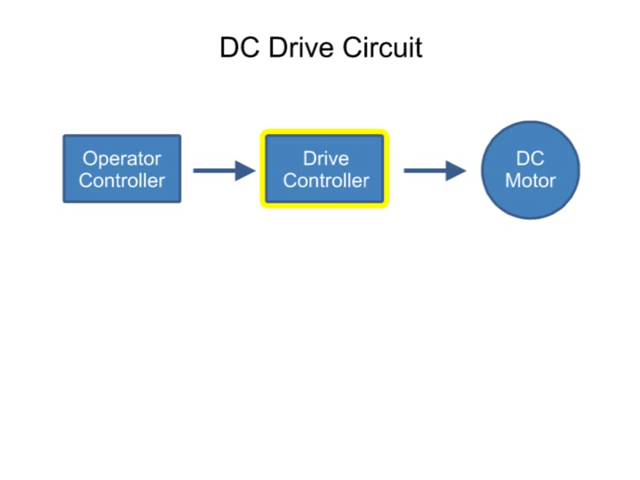 DC Drive Circuit
Operator
Controller
Drive
Controller
DC
Motor